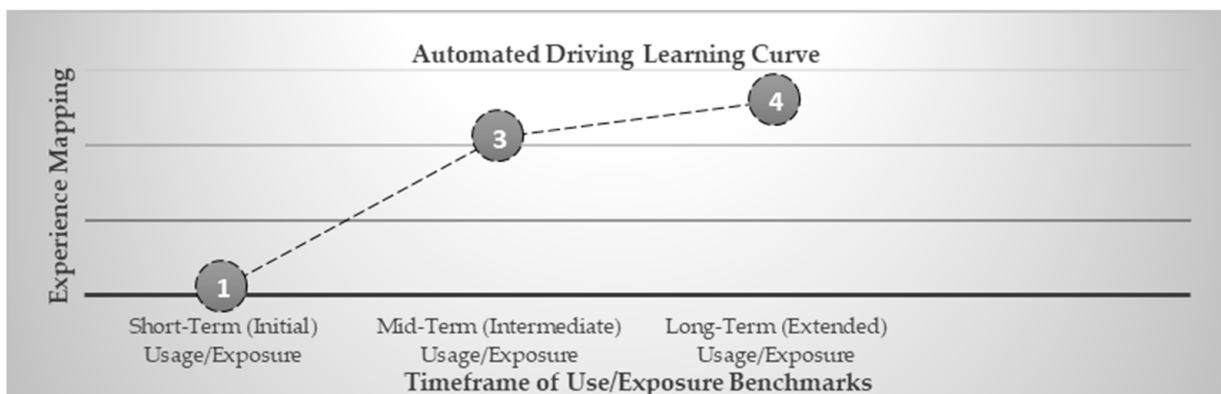 Automated Driving Learning Curve
Experience Mapping
4
3
1
Short-Term (Initial)
Usage/Exposure
Mid-Term (Intermediate)
Usage/Exposure
Long-Term (Extended)
Usage/Exposure
Timeframe of Use/Exposure Benchmarks